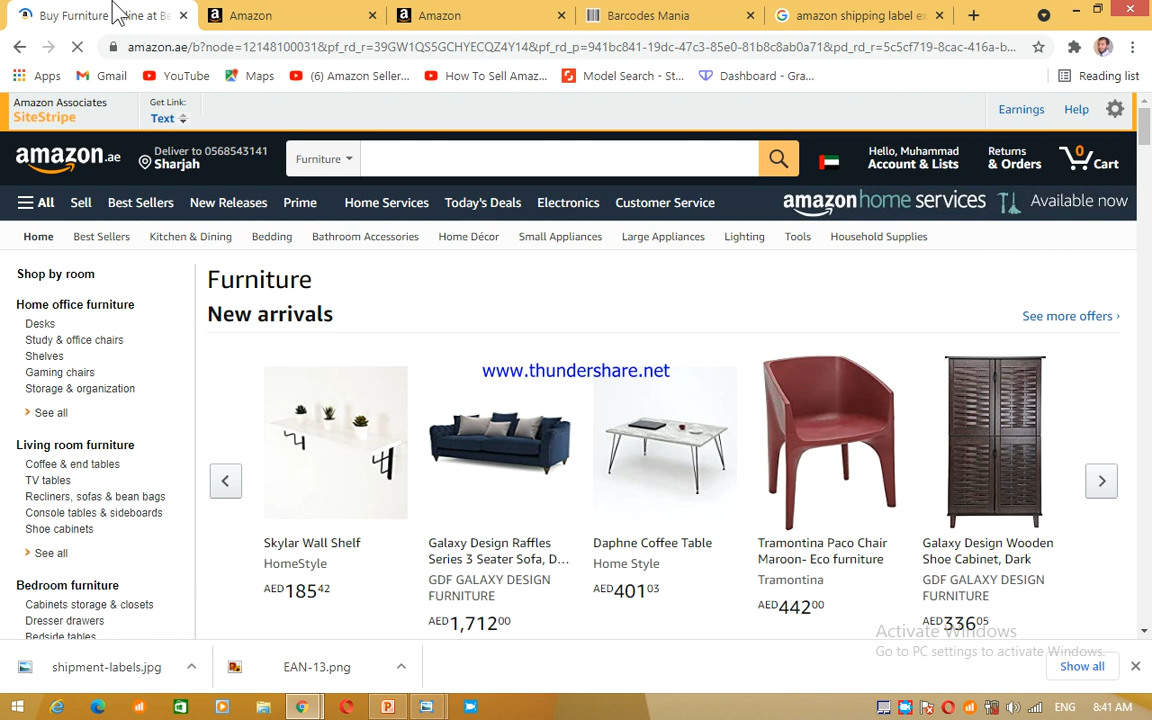 Buy Furniture Online at Be
Amazon
Amazon
Barcodes Mania
amazon shipping label ex
amazon.ae/b?node=121481000031&pf_rd_r=39GW1QS5GCHYECQZ4Y14&pf_rd_p=941bc841-19dc-47c3-85e0-81b8c8ab0a71&pd_rd_r=5c5cf719-8cac-416a-b...
Apps
Gmail
YouTube
Maps
(6) Amazon Seller...
How To Sell Amaz...
Model Search - St...
Dashboard - Gra...
Reading list
Amazon Associates
SiteStripe
Get Link:
Text
Earnings
Help
amazon.ae
Deliver to 0568543141
Sharjah
Furniture
Hello, Muhammad
Account & Lists
Returns
& Orders
0
Cart
All
Sell
Best Sellers
New Releases
Prime
Home Services
Today's Deals
Electronics
Customer Service
amazon home services
Available now
Home
Best Sellers
Kitchen & Dining
Bedding
Bathroom Accessories
Home Décor
Small Appliances
Large Appliances
Lighting
Tools
Household Supplies
Shop by room
Home office furniture
Desks
Study & office chairs
Shelves
Gaming chairs
Storage & organization
See all
Living room furniture
Coffee & end tables
TV tables
Recliners, sofas & bean bags
Console tables & sideboards
Shoe cabinets
See all
Bedroom furniture
Cabinets storage & closets
Dresser drawers
Bedside tables
Furniture
New arrivals
See more offers ›
www.thundershare.net
Skylar Wall Shelf
HomeStyle
AED185 42
Galaxy Design Raffles
Series 3 Seater Sofa, D...
GDF GALAXY DESIGN
FURNITURE
AED1,712 00
Daphne Coffee Table
Home Style
AED401 03
Tramontina Paco Chair
Maroon- Eco furniture
Tramontina
AED442 00
Galaxy Design Wooden
Shoe Cabinet, Dark
GDF GALAXY DESIGN
FURNITURE
AED336 05
Activate Windows
Go to PC settings to activate Windows.
shipment-labels.jpg
EAN-13.png
Show all
ENG
8:41 AM